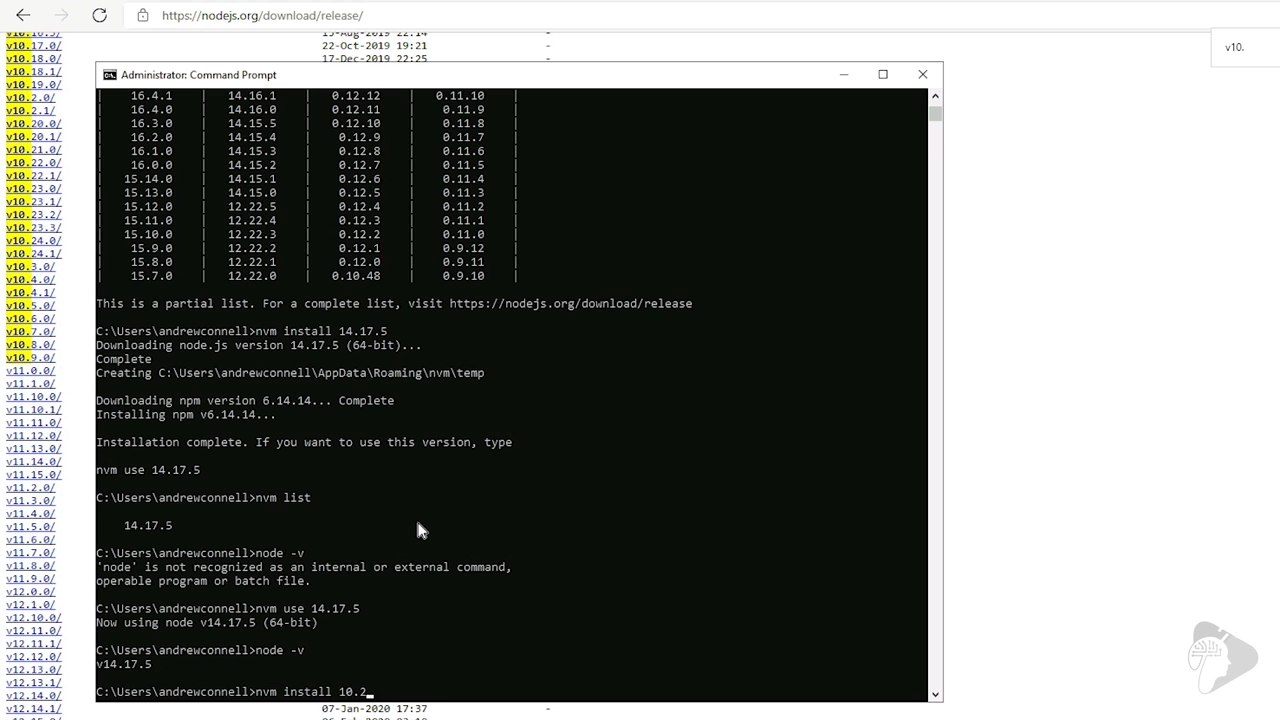 https://nodejs.org/download/release/
v10.
v10.16.3/ 15-Aug-2019 22:14 -
v10.17.0/ 22-Oct-2019 19:21 -
v10.18.0/ 17-Dec-2019 22:25 -
v10.18.1/
v10.19.0/
v10.2.0/
v10.2.1/
v10.20.0/
v10.20.1/
v10.21.0/
v10.22.0/
v10.22.1/
v10.23.0/
v10.23.1/
v10.23.2/
v10.23.3/
v10.24.0/
v10.24.1/
v10.3.0/
v10.4.0/
v10.4.1/
v10.5.0/
v10.6.0/
v10.7.0/
v10.8.0/
v10.9.0/
v11.0.0/
v11.1.0/
v11.10.0/
v11.10.1/
v11.11.0/
v11.12.0/
v11.13.0/
v11.14.0/
v11.15.0/
v11.2.0/
v11.3.0/
v11.4.0/
v11.5.0/
v11.6.0/
v11.7.0/
v11.8.0/
v11.9.0/
v12.0.0/
v12.1.0/
v12.10.0/
v12.11.0/
v12.11.1/
v12.12.0/
v12.13.0/
v12.13.1/
v12.14.0/
v12.14.1/ 07-Jan-2020 17:37 -
Administrator: Command Prompt
| 16.4.1 | 14.16.1 | 0.12.12 | 0.11.10 |
| 16.4.0 | 14.16.0 | 0.12.11 | 0.11.9 |
| 16.3.0 | 14.15.5 | 0.12.10 | 0.11.8 |
| 16.2.0 | 14.15.4 | 0.12.9 | 0.11.7 |
| 16.1.0 | 14.15.3 | 0.12.8 | 0.11.6 |
| 16.0.0 | 14.15.2 | 0.12.7 | 0.11.5 |
| 15.14.0 | 14.15.1 | 0.12.6 | 0.11.4 |
| 15.13.0 | 14.15.0 | 0.12.5 | 0.11.3 |
| 15.12.0 | 12.22.5 | 0.12.4 | 0.11.2 |
| 15.11.0 | 12.22.4 | 0.12.3 | 0.11.1 |
| 15.10.0 | 12.22.3 | 0.12.2 | 0.11.0 |
| 15.9.0 | 12.22.2 | 0.12.1 | 0.9.12 |
| 15.8.0 | 12.22.1 | 0.12.0 | 0.9.11 |
| 15.7.0 | 12.22.0 | 0.10.48 | 0.9.10 |
This is a partial list. For a complete list, visit https://nodejs.org/download/release
C:\Users\andrewconnell>nvm install 14.17.5
Downloading node.js version 14.17.5 (64-bit)...
Complete
Creating C:\Users\andrewconnell\AppData\Roaming\nvm\temp
Downloading npm version 6.14.14... Complete
Installing npm v6.14.14...
Installation complete. If you want to use this version, type
nvm use 14.17.5
C:\Users\andrewconnell>nvm list
14.17.5
C:\Users\andrewconnell>node -v
'node' is not recognized as an internal or external command,
operable program or batch file.
C:\Users\andrewconnell>nvm use 14.17.5
Now using node v14.17.5 (64-bit)
C:\Users\andrewconnell>node -v
v14.17.5
C:\Users\andrewconnell>nvm install 10.2_